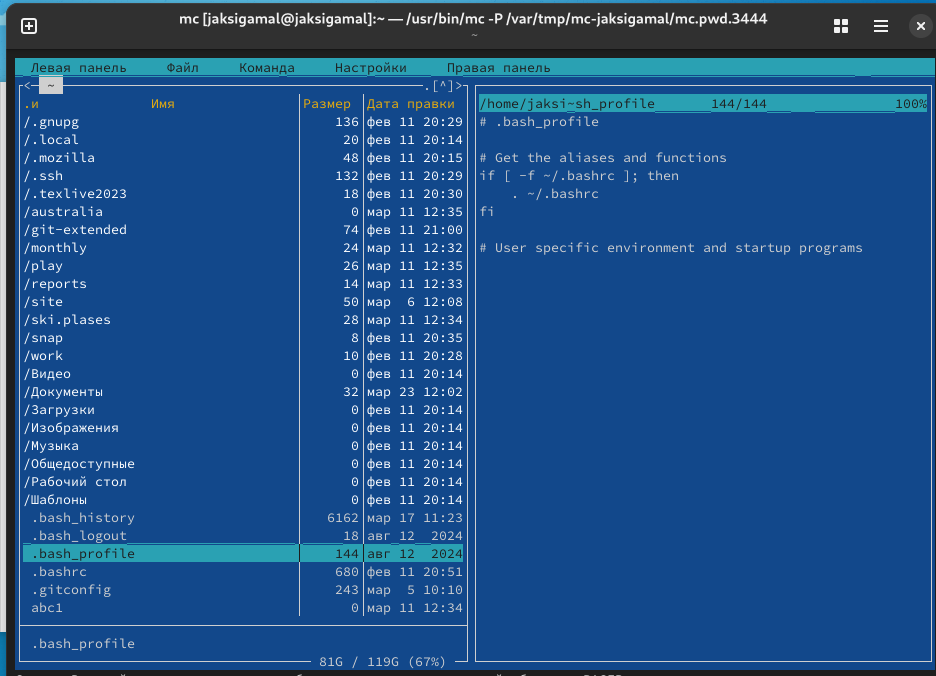 mc [jaksigamal@jaksigamal]:~ — /usr/bin/mc -P /var/tmp/mc-jaksigamal/mc.pwd.3444
~
Левая панель Файл Команда Настройки Правая панель
<─ ~ .[^]>
.и Имя Размер Дата правки
/.gnupg 136 фев 11 20:29
/.local 20 фев 11 20:14
/.mozilla 48 фев 11 20:15
/.ssh 132 фев 11 20:29
/.texlive2023 18 фев 11 20:30
/australia 0 мар 11 12:35
/git-extended 74 фев 11 21:00
/monthly 24 мар 11 12:32
/play 26 мар 11 12:35
/reports 14 мар 11 12:33
/site 50 мар 6 12:08
/ski.plases 28 мар 11 12:34
/snap 8 фев 11 20:35
/work 10 фев 11 20:28
/Видео 0 фев 11 20:14
/Документы 32 мар 23 12:02
/Загрузки 0 фев 11 20:14
/Изображения 0 фев 11 20:14
/Музыка 0 фев 11 20:14
/Общедоступные 0 фев 11 20:14
/Рабочий стол 0 фев 11 20:14
/Шаблоны 0 фев 11 20:14
.bash_history 6162 мар 17 11:23
.bash_logout 18 авг 12 2024
.bash_profile 144 авг 12 2024
.bashrc 680 фев 11 20:51
.gitconfig 243 мар 5 10:10
abc1 0 мар 11 12:34
.bash_profile
81G / 119G (67%)
/home/jaksi~sh_profile 144/144 100%
# .bash_profile
# Get the aliases and functions
if [ -f ~/.bashrc ]; then
. ~/.bashrc
fi
# User specific environment and startup programs